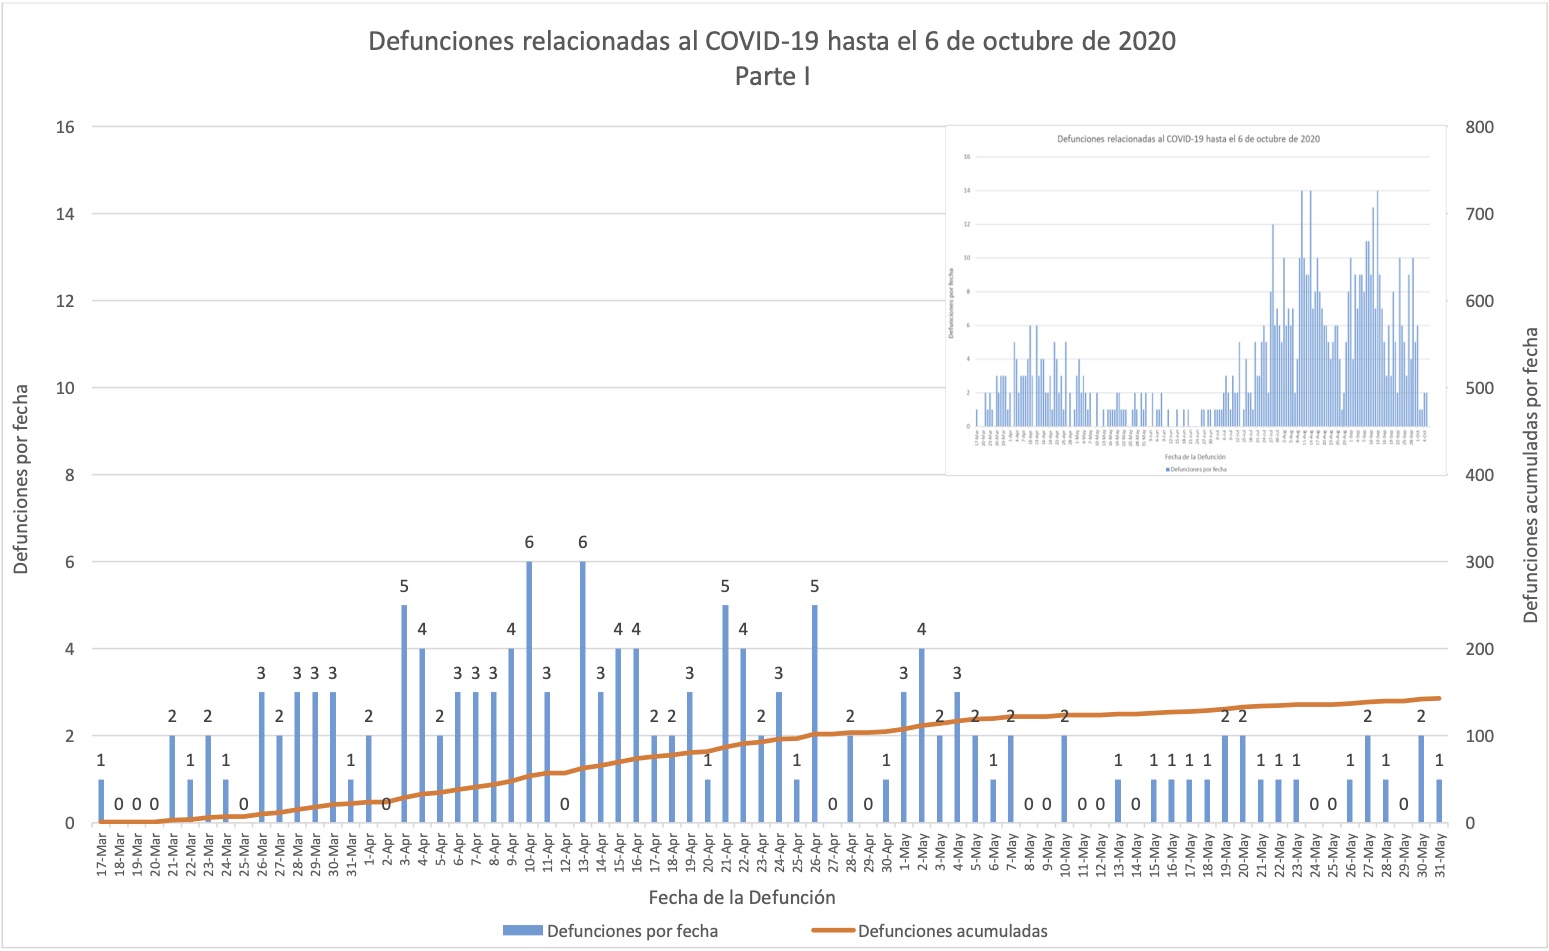 Defunciones relacionadas al COVID-19 hasta el 6 de octubre de 2020
Parte I
16
14
12
10
8
6
4
2
0
Defunciones por fecha
800
700
600
500
400
300
200
100
0
Defunciones acumuladas por fecha
Defunciones relacionadas al COVID-19 hasta el 6 de octubre de 2020
16
14
12
10
8
6
4
2
0
Defunciones por fecha
Fecha de la Defunción
Defunciones por fecha
1 0 0 0 2 1 2 1 0 3 2 3 3 3 1 2 0 5 4 2 3 3 3 4 6 3 0 6 3 4 4 2 2 3 1 5 4 2 3 1 5 0 2 0 1 3 4 2 3 2 1 2 0 0 2 0 0 1 0 1 1 1 1 2 2 1 1 1 0 0 1 2 1 0 2 1
17-Mar 18-Mar 19-Mar 20-Mar 21-Mar 22-Mar 23-Mar 24-Mar 25-Mar 26-Mar 27-Mar 28-Mar 29-Mar 30-Mar 31-Mar 1-Apr 2-Apr 3-Apr 4-Apr 5-Apr 6-Apr 7-Apr 8-Apr 9-Apr 10-Apr 11-Apr 12-Apr 13-Apr 14-Apr 15-Apr 16-Apr 17-Apr 18-Apr 19-Apr 20-Apr 21-Apr 22-Apr 23-Apr 24-Apr 25-Apr 26-Apr 27-Apr 28-Apr 29-Apr 30-Apr 1-May 2-May 3-May 4-May 5-May 6-May 7-May 8-May 9-May 10-May 11-May 12-May 13-May 14-May 15-May 16-May 17-May 18-May 19-May 20-May 21-May 22-May 23-May 24-May 25-May 26-May 27-May 28-May 29-May 30-May 31-May
Fecha de la Defunción
Defunciones por fecha
Defunciones acumuladas